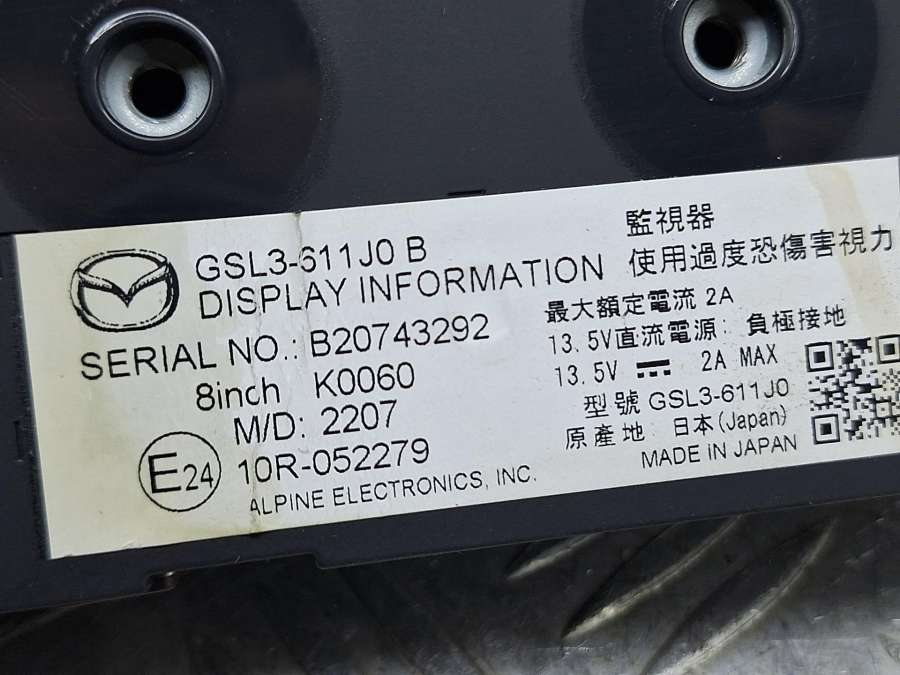 GSL3-611J0 B
DISPLAY INFORMATION
SERIAL NO.: B20743292
8inch K0060
M/D: 2207
E24
10R-052279
ALPINE ELECTRONICS, INC.
監視器
使用過度恐傷害視力
最大額定電流 2A
13.5V直流電源: 負極接地
13.5V 2A MAX
型號 GSL3-611J0
原產地 日本(Japan)
MADE IN JAPAN